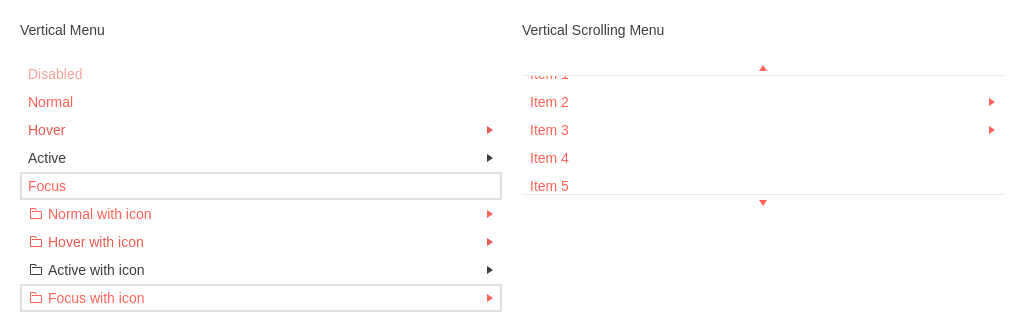 Vertical Menu
Disabled
Normal
Hover
Active
Focus
Normal with icon
Hover with icon
Active with icon
Focus with icon
Vertical Scrolling Menu
Item 1
Item 2
Item 3
Item 4
Item 5